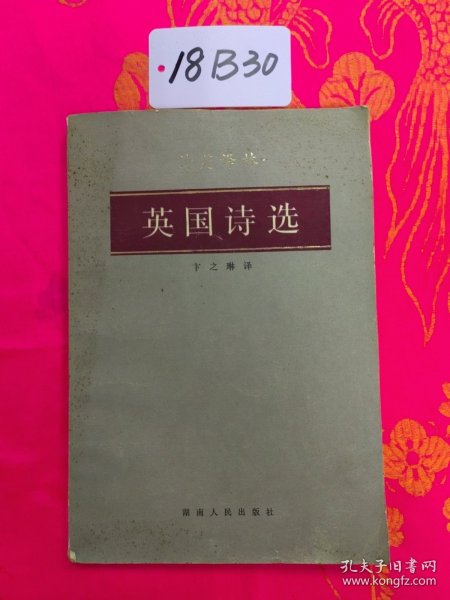 18B30
诗苑译林
英国诗选
卞之琳译
湖南人民出版社
孔夫子旧书网
www.kongfz.com